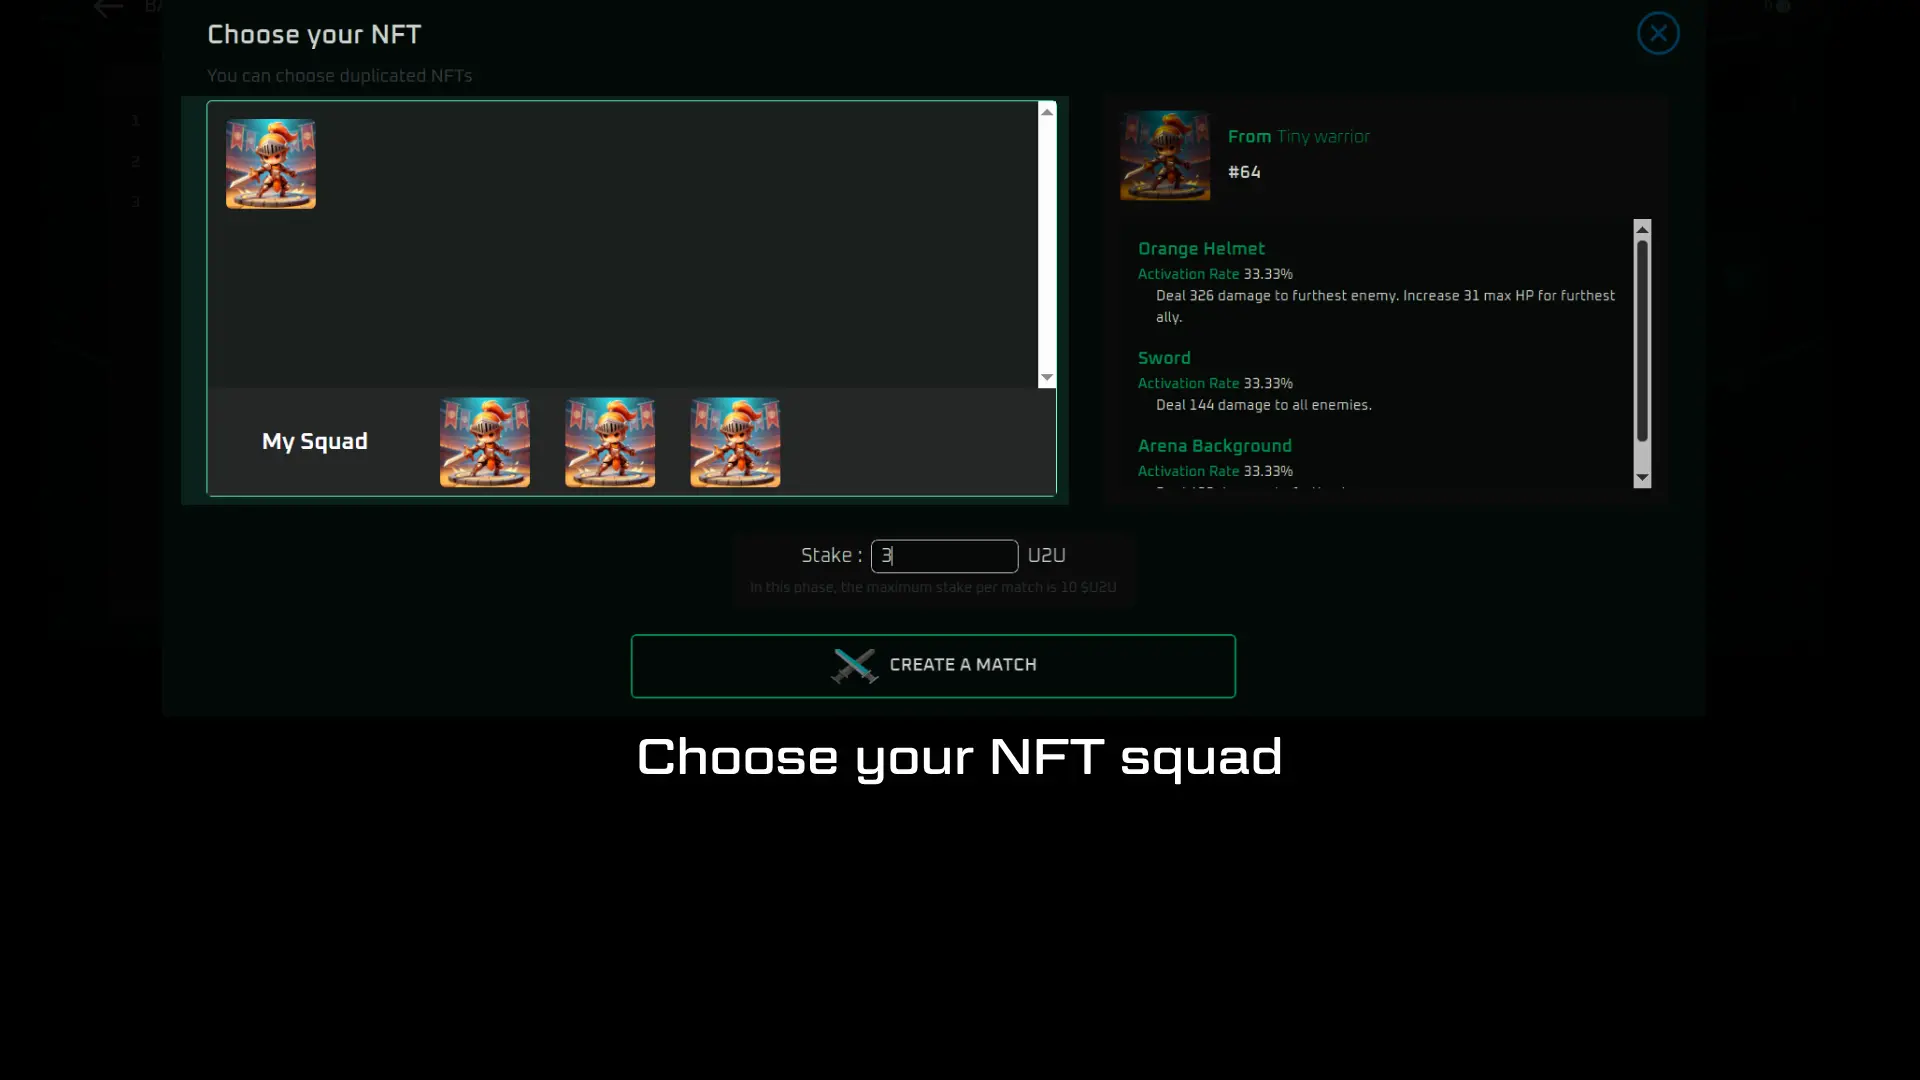 Choose your NFT
You can choose duplicated NFTs
1
2
3
From Tiny warrior
#64
Orange Helmet
Activation Rate 33.33%
Deal 326 damage to furthest enemy. Increase 31 max HP for furthest
ally.
Sword
Activation Rate 33.33%
Deal 144 damage to all enemies.
Arena Background
Activation Rate 33.33%
My Squad
Stake : 3 U2U
In this phase, the maximum stake per match is 10 $U2U
CREATE A MATCH
Choose your NFT squad